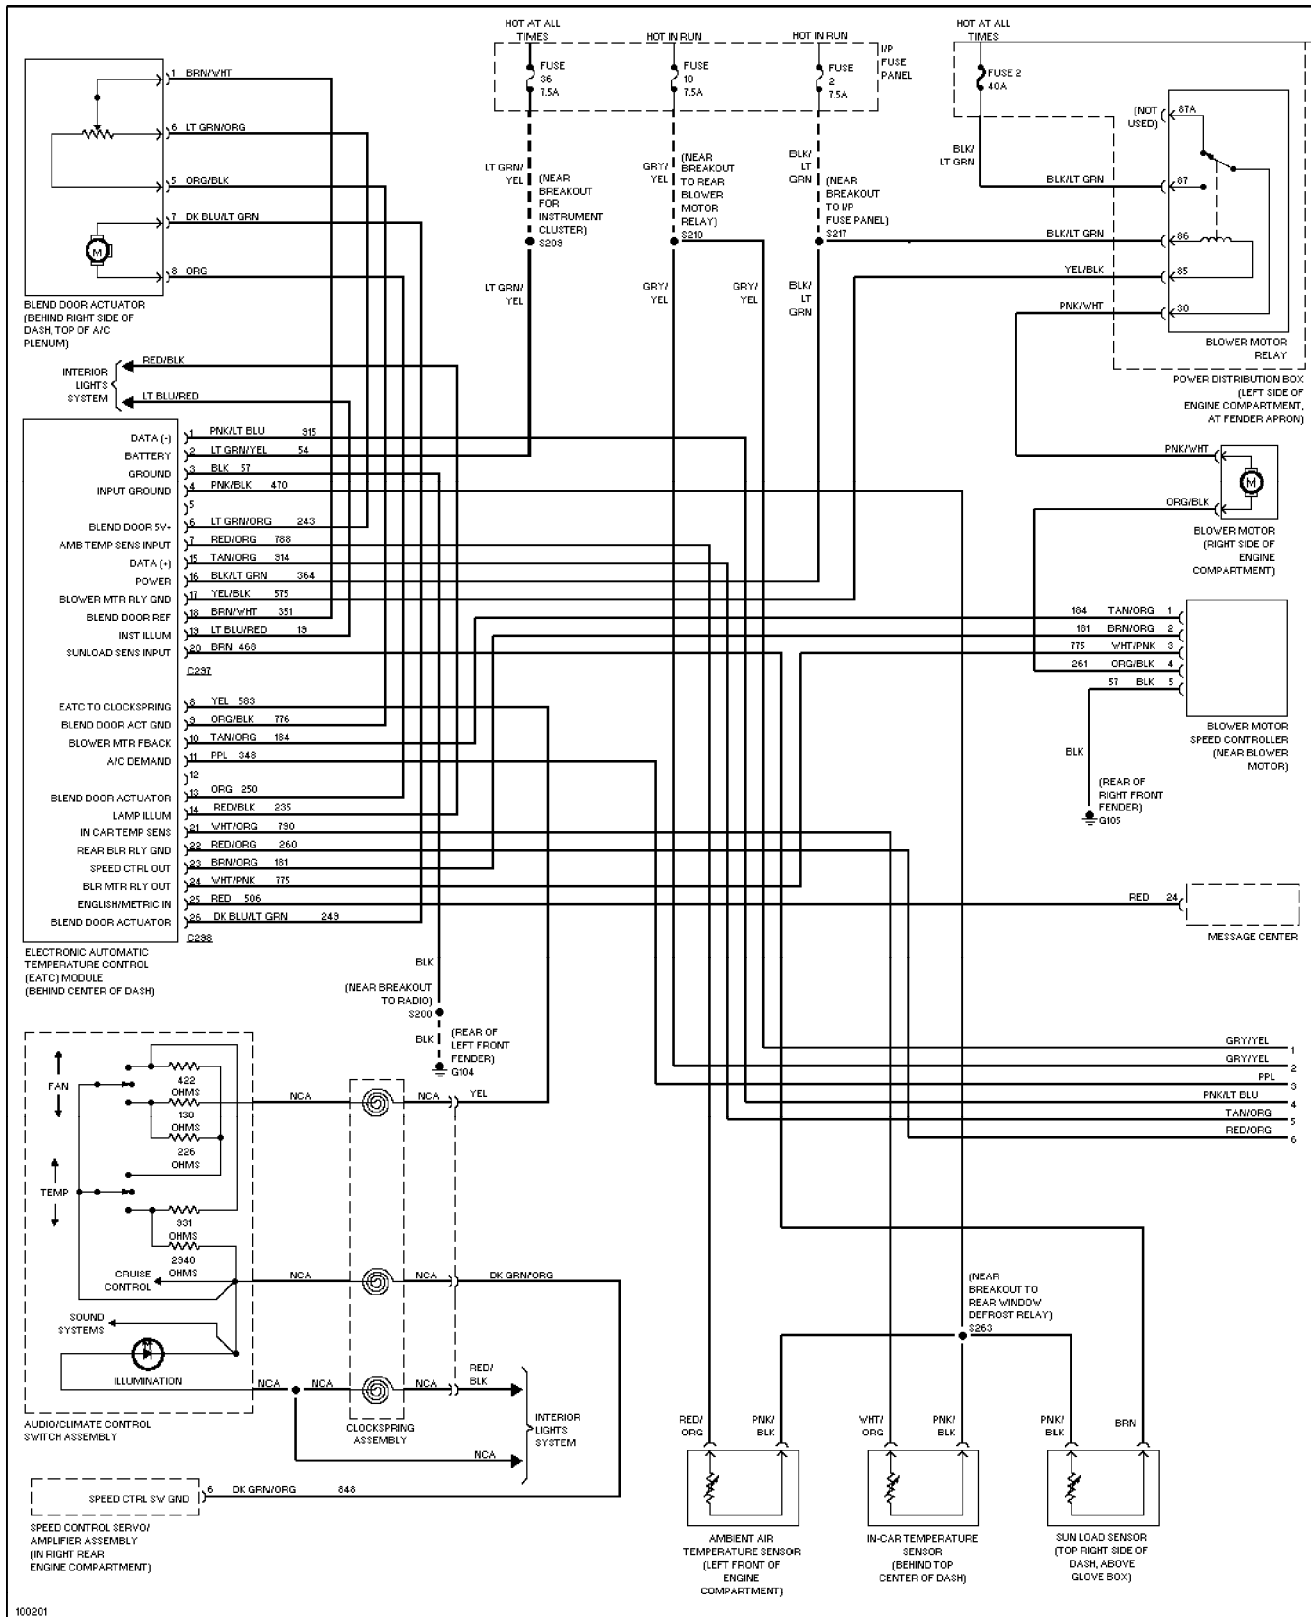 HOT AT ALL
TIMES
HOT IN RUN
HOT IN RUN
I/P
FUSE
PANEL
HOT AT ALL
TIMES
FUSE
36
7.5A
FUSE
10
7.5A
FUSE
2
7.5A
FUSE 2
40A
1 BRN/WHT
6 LT GRN/ORG
5 ORG/BLK
7 DK BLU/LT GRN
M
8 ORG
BLEND DOOR ACTUATOR
(BEHIND RIGHT SIDE OF
DASH, TOP OF A/C
PLENUM)
LT GRN/
YEL
(NEAR
BREAKOUT
FOR
INSTRUMENT
CLUSTER)
S209
GRY/
YEL
(NEAR
BREAKOUT
TO REAR
BLOWER
MOTOR
RELAY)
S210
BLK/
LT
GRN
(NEAR
BREAKOUT
TO I/P
FUSE PANEL)
S217
BLK/
LT GRN
(NOT
USED)
87A
BLK/LT GRN
87
BLK/LT GRN
86
YEL/BLK
85
PNK/WHT
30
BLOWER MOTOR
RELAY
POWER DISTRIBUTION BOX
(LEFT SIDE OF
ENGINE COMPARTMENT,
AT FENDER APRON)
LT GRN/
YEL
GRY/
YEL
GRY/
YEL
BLK/
LT
GRN
INTERIOR
LIGHTS
SYSTEM
RED/BLK
LT BLU/RED
DATA (-) 1 PNK/LT BLU 915
BATTERY 2 LT GRN/YEL 54
GROUND 3 BLK 57
INPUT GROUND 4 PNK/BLK 470
5
BLEND DOOR 5V+ 6 LT GRN/ORG 243
AMB TEMP SENS INPUT 7 RED/ORG 788
DATA (+) 15 TAN/ORG 914
POWER 16 BLK/LT GRN 364
BLOWER MTR RLY GND 17 YEL/BLK 575
BLEND DOOR REF 18 BRN/WHT 351
INST ILLUM 19 LT BLU/RED 19
SUNLOAD SENS INPUT 20 BRN 468
C297
EATC TO CLOCKSPRING 8 YEL 583
BLEND DOOR ACT GND 9 ORG/BLK 776
BLOWER MTR FBACK 10 TAN/ORG 184
A/C DEMAND 11 PPL 348
12
BLEND DOOR ACTUATOR 13 ORG 250
LAMP ILLUM 14 RED/BLK 235
IN CAR TEMP SENS 21 WHT/ORG 790
REAR BLR RLY GND 22 RED/ORG 260
SPEED CTRL OUT 23 BRN/ORG 181
BLR MTR RLY OUT 24 WHT/PNK 775
ENGLISH/METRIC IN 25 RED 506
BLEND DOOR ACTUATOR 26 DK BLU/LT GRN 249
C298
ELECTRONIC AUTOMATIC
TEMPERATURE CONTROL
(EATC) MODULE
(BEHIND CENTER OF DASH)
PNK/WHT
M
ORG/BLK
BLOWER MOTOR
(RIGHT SIDE OF
ENGINE
COMPARTMENT)
184 TAN/ORG 1
181 BRN/ORG 2
775 WHT/PNK 3
261 ORG/BLK 4
57 BLK 5
BLOWER MOTOR
SPEED CONTROLLER
(NEAR BLOWER
MOTOR)
BLK
(REAR OF
RIGHT FRONT
FENDER)
G105
RED 24
MESSAGE CENTER
BLK
(NEAR BREAKOUT
TO RADIO)
S200
BLK
(REAR OF
LEFT FRONT
FENDER)
G104
GRY/YEL 1
GRY/YEL 2
PPL 3
PNK/LT BLU 4
TAN/ORG 5
RED/ORG 6
FAN
422
OHMS
130
OHMS
226
OHMS
TEMP
931
OHMS
2940
OHMS
CRUISE
CONTROL
SOUND
SYSTEMS
ILLUMINATION
AUDIO/CLIMATE CONTROL
SWITCH ASSEMBLY
NCA
NCA
YEL
NCA
NCA
DK GRN/ORG
NCA
NCA
NCA
RED/
BLK
NCA
CLOCKSPRING
ASSEMBLY
INTERIOR
LIGHTS
SYSTEM
SPEED CTRL SW GND 6 DK GRN/ORG 848
SPEED CONTROL SERVO/
AMPLIFIER ASSEMBLY
(IN RIGHT REAR
ENGINE COMPARTMENT)
(NEAR
BREAKOUT TO
REAR WINDOW
DEFROST RELAY)
S263
RED/
ORG
PNK/
BLK
WHT/
ORG
PNK/
BLK
PNK/
BLK
BRN
AMBIENT AIR
TEMPERATURE SENSOR
(LEFT FRONT OF
ENGINE
COMPARTMENT)
IN-CAR TEMPERATURE
SENSOR
(BEHIND TOP
CENTER OF DASH)
SUN LOAD SENSOR
(TOP RIGHT SIDE OF
DASH, ABOVE
GLOVE BOX)
100201